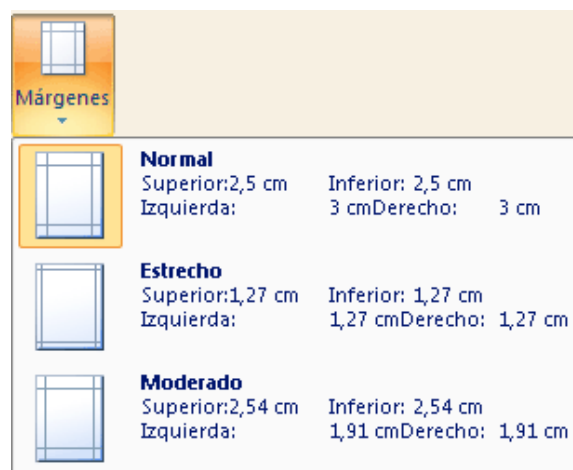 Márgenes
Normal
Superior:2,5 cm Inferior: 2,5 cm
Izquierda: 3 cmDerecho: 3 cm
Estrecho
Superior:1,27 cm Inferior: 1,27 cm
Izquierda: 1,27 cmDerecho: 1,27 cm
Moderado
Superior:2,54 cm Inferior: 2,54 cm
Izquierda: 1,91 cmDerecho: 1,91 cm